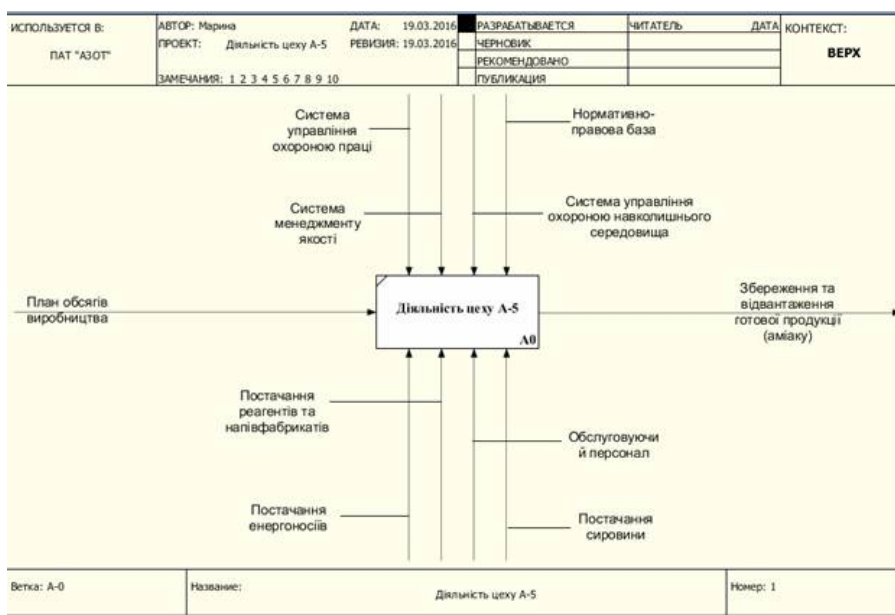 ИСПОЛЬЗУЕТСЯ В:
ПАТ "АЗОТ"
АВТОР: Марина
ДАТА: 19.03.2016
ПРОЕКТ: Діяльність цеху А-5
РЕВИЗИЯ: 19.03.2016
ЗАМЕЧАНИЯ: 1 2 3 4 5 6 7 8 9 10
РАЗРАБАТЫВАЕТСЯ
ЧЕРНОВИК
РЕКОМЕНДОВАНО
ПУБЛИКАЦИЯ
ЧИТАТЕЛЬ
ДАТА
КОНТЕКСТ:
ВЕРХ
Система
управління
охороною праці
Нормативно-
правова база
Система
менеджменту
якості
Система управління
охороною навколишнього
середовища
План обсягів
виробництва
Діяльність цеху А-5
А0
Збереження та
відвантаження
готової продукції
(аміаку)
Постачання
реагентів та
напівфабрикатів
Обслуговуючи
й персонал
Постачання
енергоносіїв
Постачання
сировини
Ветка: А-0
Название:
Діяльність цеху А-5
Номер: 1